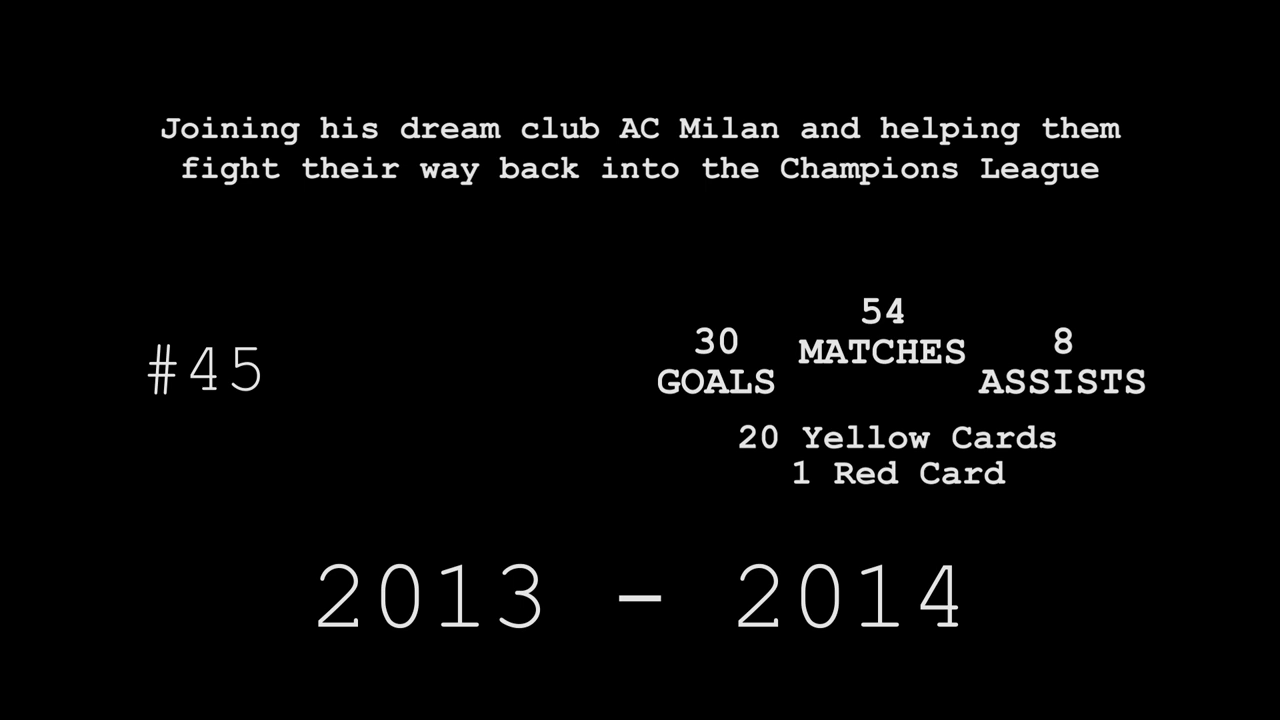 Joining his dream club AC Milan and helping them
fight their way back into the Champions League
#45
30
GOALS
54
MATCHES
8
ASSISTS
20 Yellow Cards
1 Red Card
2013 - 2014